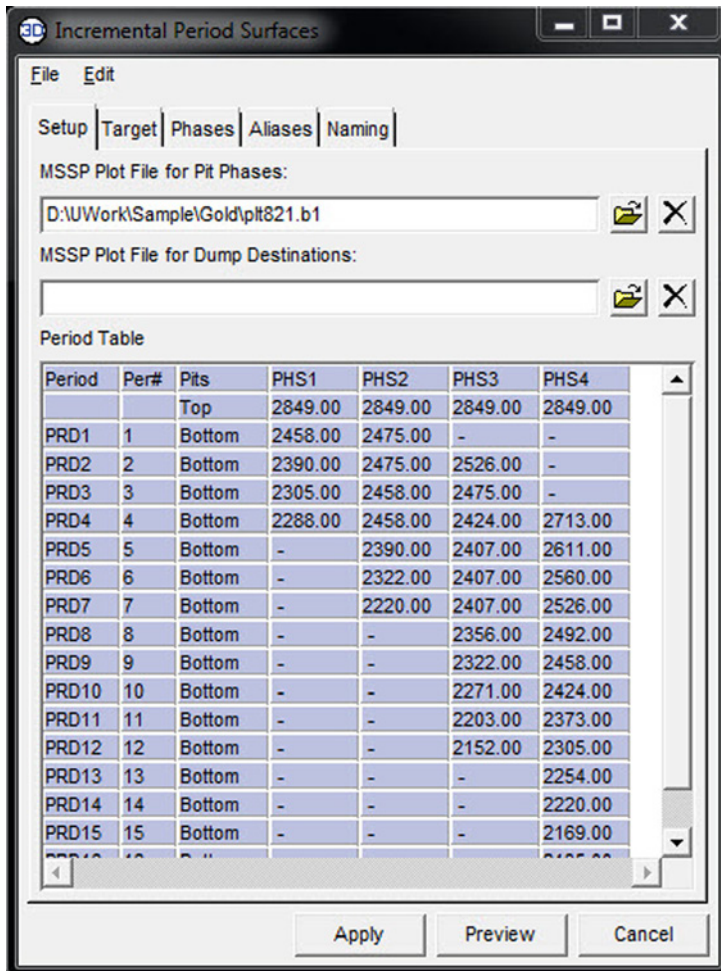 3D Incremental Period Surfaces
File Edit
Setup Target Phases Aliases Naming
MSSP Plot File for Pit Phases:
D:\UWork\Sample\Gold\plt821.b1
MSSP Plot File for Dump Destinations:
Period Table
Period Per# Pits PHS1 PHS2 PHS3 PHS4
Top 2849.00 2849.00 2849.00 2849.00
PRD1 1 Bottom 2458.00 2475.00 - -
PRD2 2 Bottom 2390.00 2475.00 2526.00 -
PRD3 3 Bottom 2305.00 2458.00 2475.00 -
PRD4 4 Bottom 2288.00 2458.00 2424.00 2713.00
PRD5 5 Bottom - 2390.00 2407.00 2611.00
PRD6 6 Bottom - 2322.00 2407.00 2560.00
PRD7 7 Bottom - 2220.00 2407.00 2526.00
PRD8 8 Bottom - - 2356.00 2492.00
PRD9 9 Bottom - - 2322.00 2458.00
PRD10 10 Bottom - - 2271.00 2424.00
PRD11 11 Bottom - - 2203.00 2373.00
PRD12 12 Bottom - - 2152.00 2305.00
PRD13 13 Bottom - - - 2254.00
PRD14 14 Bottom - - - 2220.00
PRD15 15 Bottom - - - 2169.00
Apply Preview Cancel